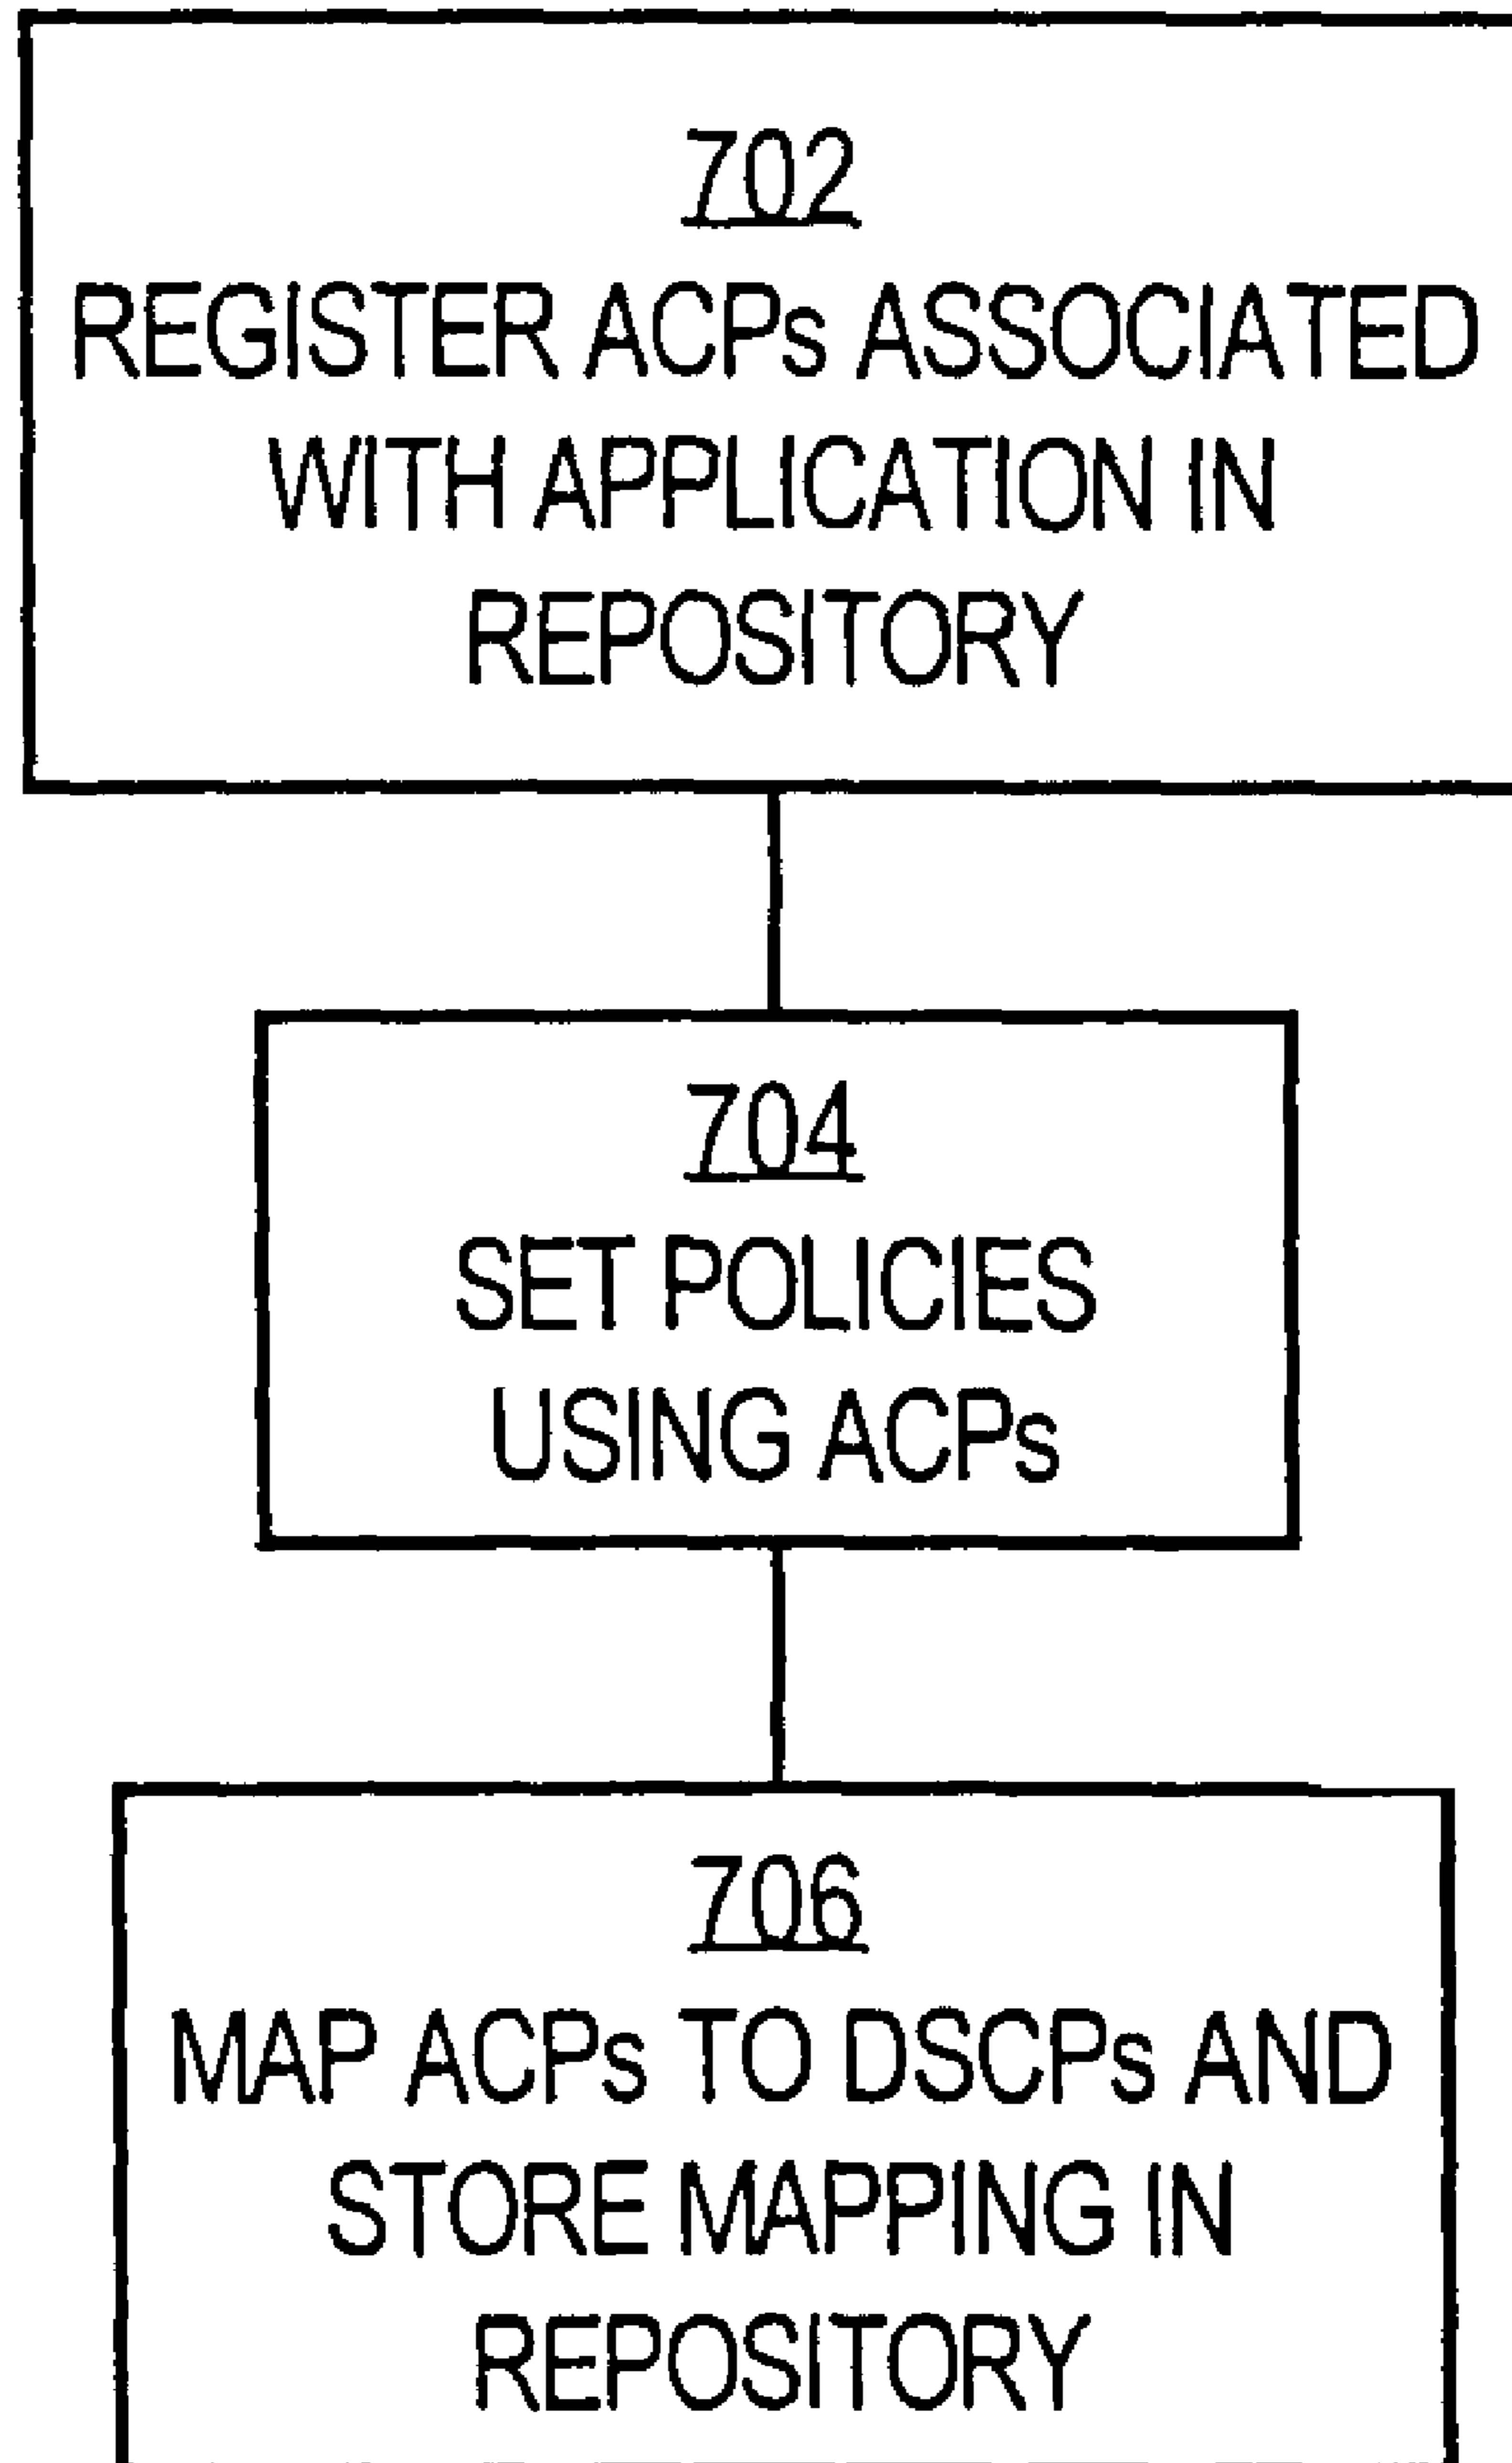 702
REGISTER ACPs ASSOCIATED
WITH APPLICATION IN
REPOSITORY
704
SET POLICIES
USING ACPs
706
MAP ACPs TO DSCPs AND
STORE MAPPING IN
REPOSITORY